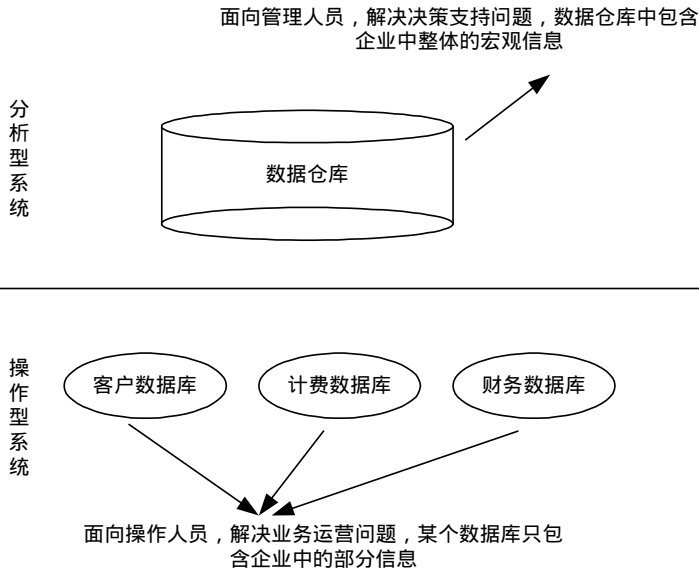 面向管理人员，解决决策支持问题，数据仓库中包含
企业中整体的宏观信息
分析型系统
数据仓库
操作型系统
客户数据库
计费数据库
财务数据库
面向操作人员，解决业务运营问题，某个数据库只包
含企业中的部分信息